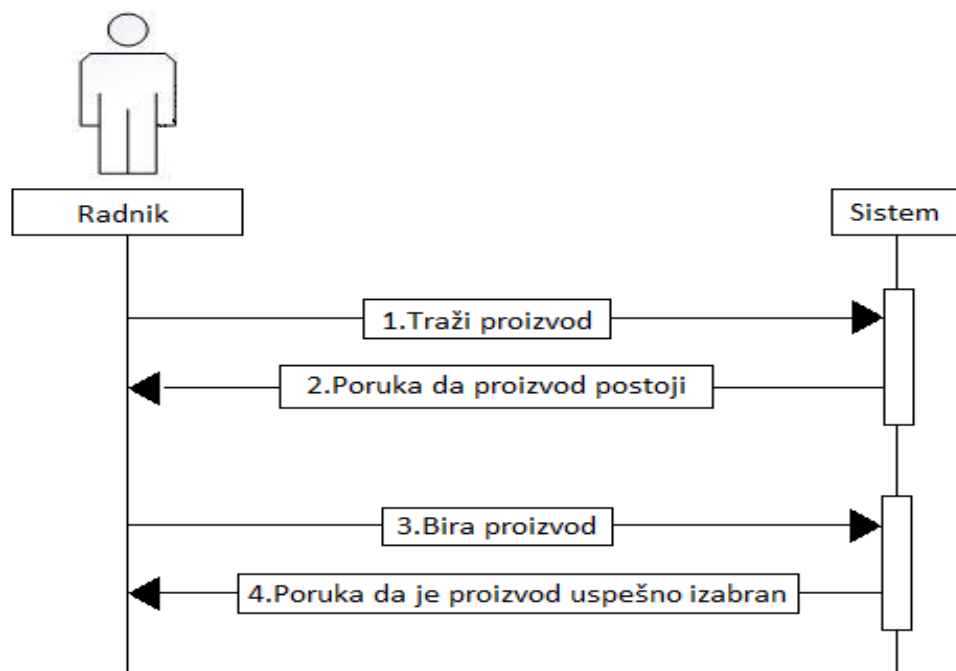 Radnik
Sistem
1.Traži proizvod
2.Poruka da proizvod postoji
3.Bira proizvod
4.Poruka da je proizvod uspešno izabran